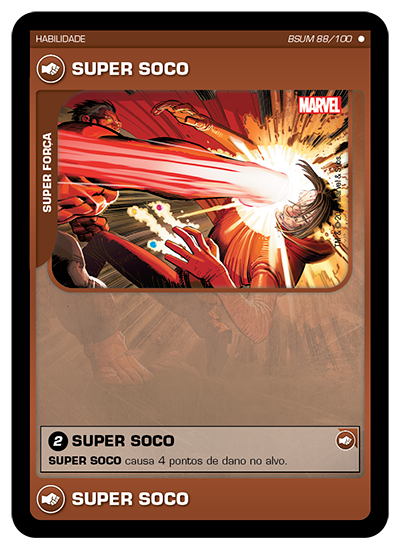 HABILIDADE
BSUM 88/100
SUPER SOCO
SUPER FORÇA
MARVEL
2 SUPER SOCO
SUPER SOCO causa 4 pontos de dano no alvo.
SUPER SOCO